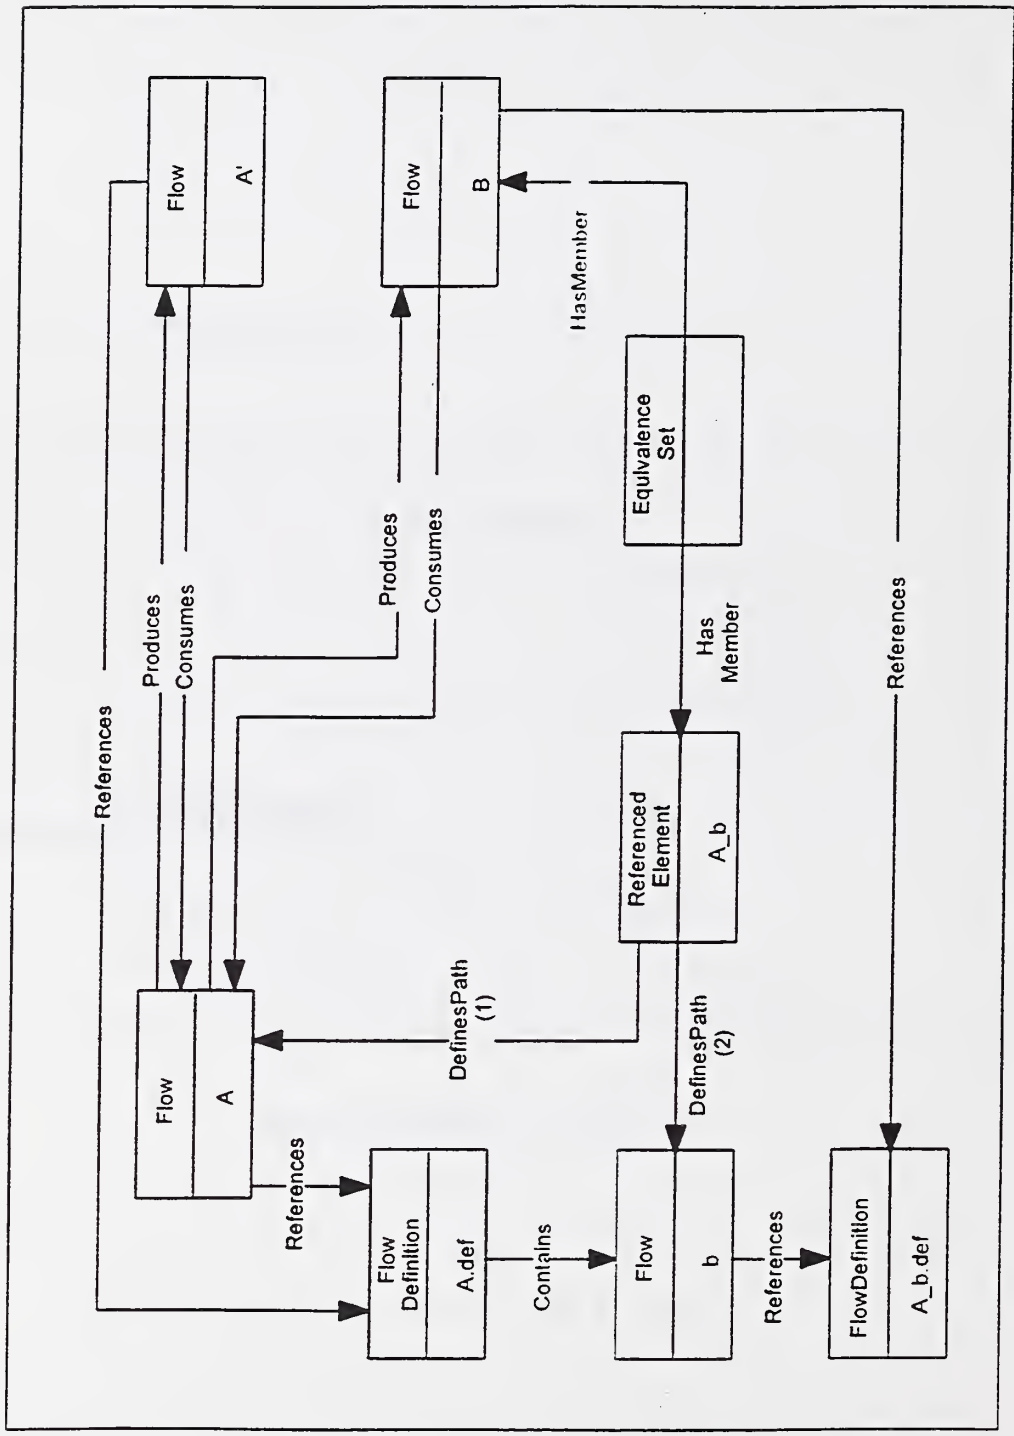 Flow
A
Produces
Consumes
Flow
A'
References
References
Flow
Definition
A.def
Produces
Consumes
Flow
B
DefinesPath
(1)
HasMember
Contains
Flow
b
DefinesPath
(2)
Referenced
Element
A_b
Has
Member
Equivalence
Set
References
FlowDefinition
A_b.def
References